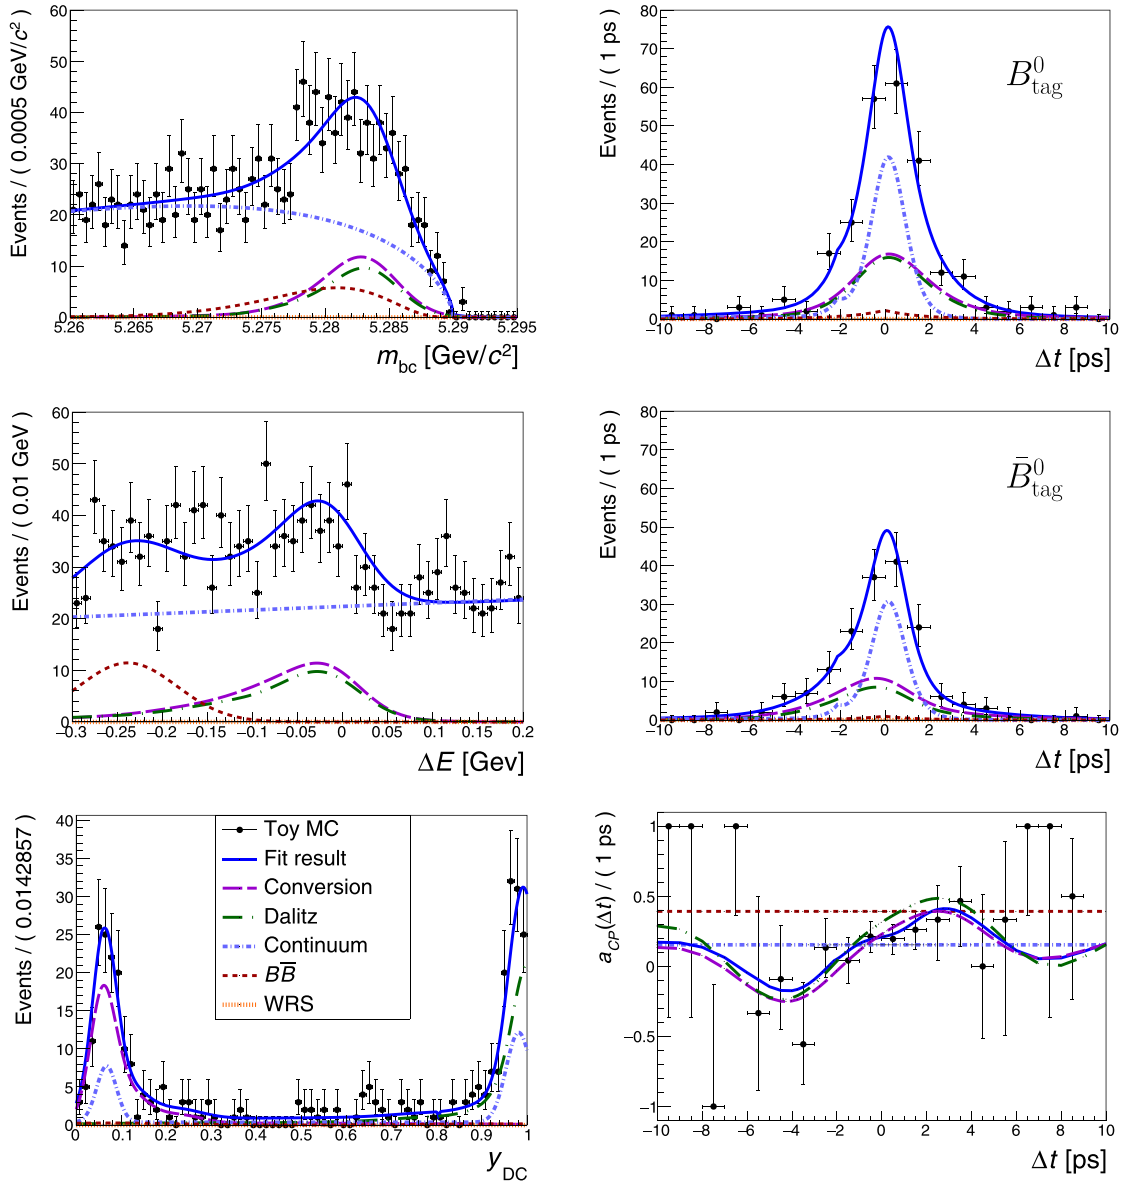 Events / ( 0.0005 GeV/c² )
60
50
40
30
20
10
0
5.26 5.265 5.27 5.275 5.28 5.285 5.29 5.295
m_bc [Gev/c²]
Events / ( 1 ps )
80
70
60
50
40
30
20
10
0
B⁰_tag
−10 −8 −6 −4 −2 0 2 4 6 8 10
Δt [ps]
Events / ( 0.01 GeV )
60
50
40
30
20
10
0
−0.3 −0.25 −0.2 −0.15 −0.1 −0.05 0 0.05 0.1 0.15 0.2
ΔE [Gev]
Events / ( 1 ps )
80
70
60
50
40
30
20
10
0
B̄⁰_tag
−10 −8 −6 −4 −2 0 2 4 6 8 10
Δt [ps]
Events / ( 0.0142857 )
40
35
30
25
20
15
10
5
0
Toy MC
Fit result
Conversion
Dalitz
Continuum
BB̅
WRS
0 0.1 0.2 0.3 0.4 0.5 0.6 0.7 0.8 0.9 1
y_DC
a_CP(Δt) / ( 1 ps )
1
0.5
0
−0.5
−1
−10 −8 −6 −4 −2 0 2 4 6 8 10
Δt [ps]